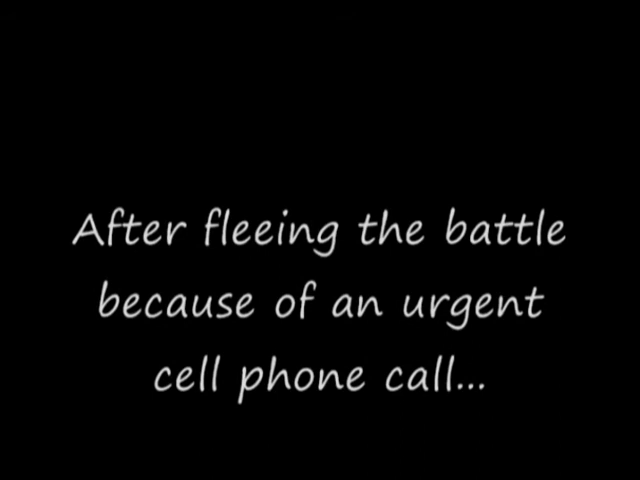 After fleeing the battle
because of an urgent
cell phone call...